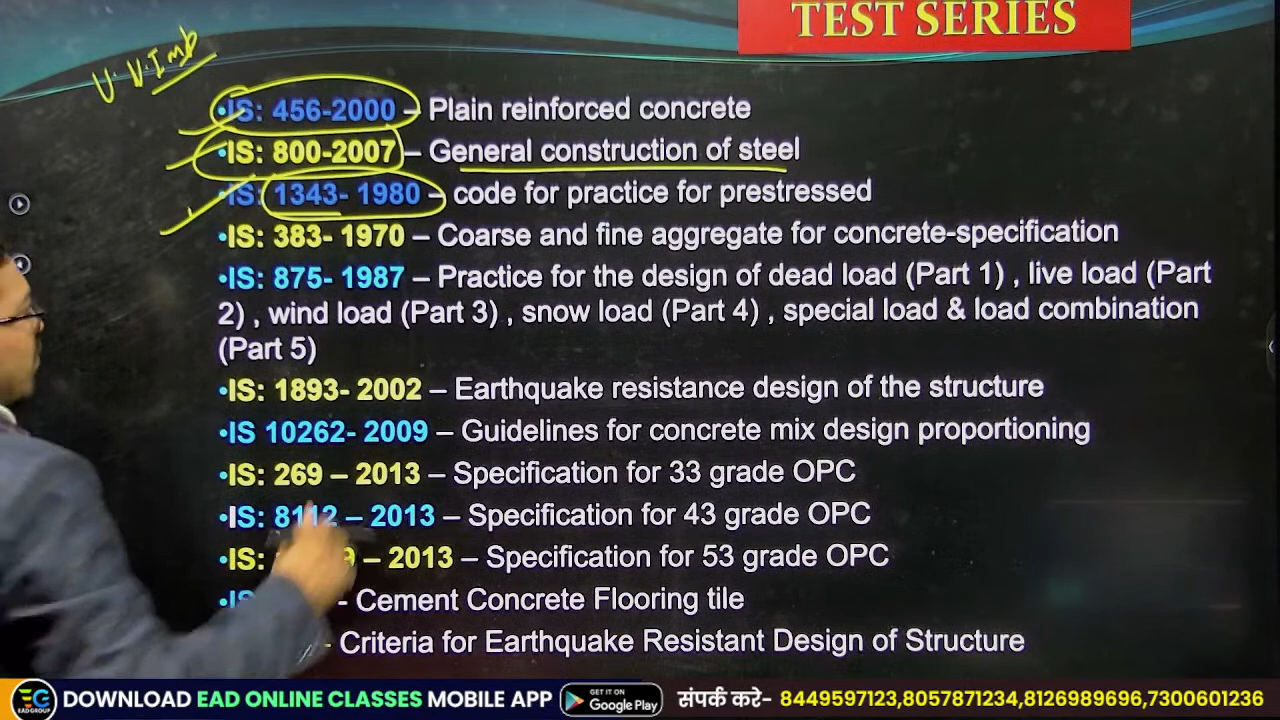 TEST SERIES
V.V.Imp
•IS: 456-2000 – Plain reinforced concrete
•IS: 800-2007 – General construction of steel
•IS: 1343- 1980 – code for practice for prestressed
•IS: 383- 1970 – Coarse and fine aggregate for concrete-specification
•IS: 875- 1987 – Practice for the design of dead load (Part 1) , live load (Part
2) , wind load (Part 3) , snow load (Part 4) , special load & load combination
(Part 5)
•IS: 1893- 2002 – Earthquake resistance design of the structure
•IS 10262- 2009 – Guidelines for concrete mix design proportioning
•IS: 269 – 2013 – Specification for 33 grade OPC
•IS: 8112 – 2013 – Specification for 43 grade OPC
•IS: 9 – 2013 – Specification for 53 grade OPC
•IS - Cement Concrete Flooring tile
- Criteria for Earthquake Resistant Design of Structure
EG EAD GROUP DOWNLOAD EAD ONLINE CLASSES MOBILE APP GET IT ON Google Play संपर्क करे- 8449597123,8057871234,8126989696,7300601236